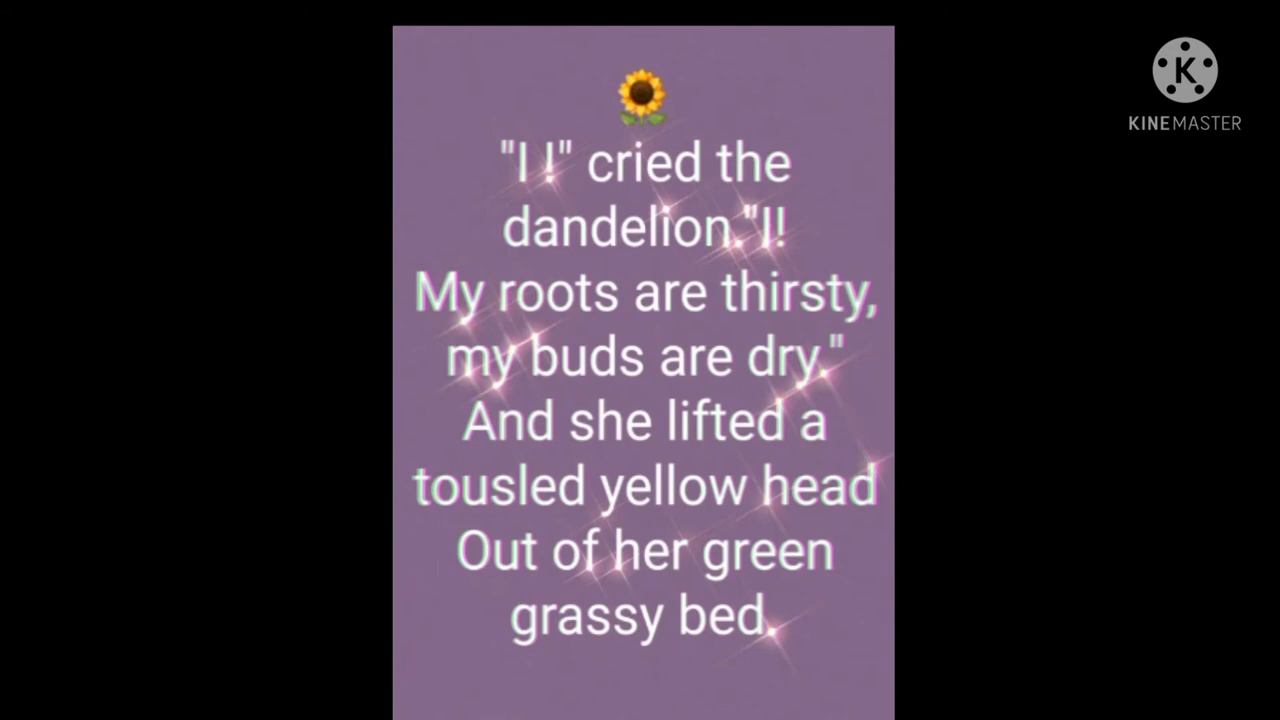 "I !" cried the
dandelion."I!
My roots are thirsty,
my buds are dry."
And she lifted a
tousled yellow head
Out of her green
grassy bed.
K
KINEMASTER